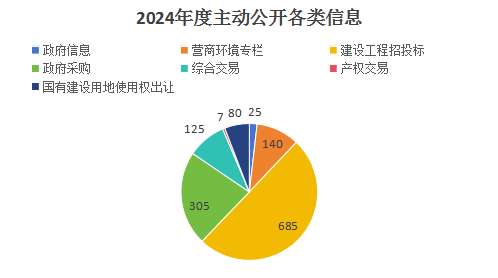 2024年度主动公开各类信息
政府信息 营商环境专栏 建设工程招投标
政府采购 综合交易 产权交易
国有建设用地使用权出让
7 80 25
125
140
305
685